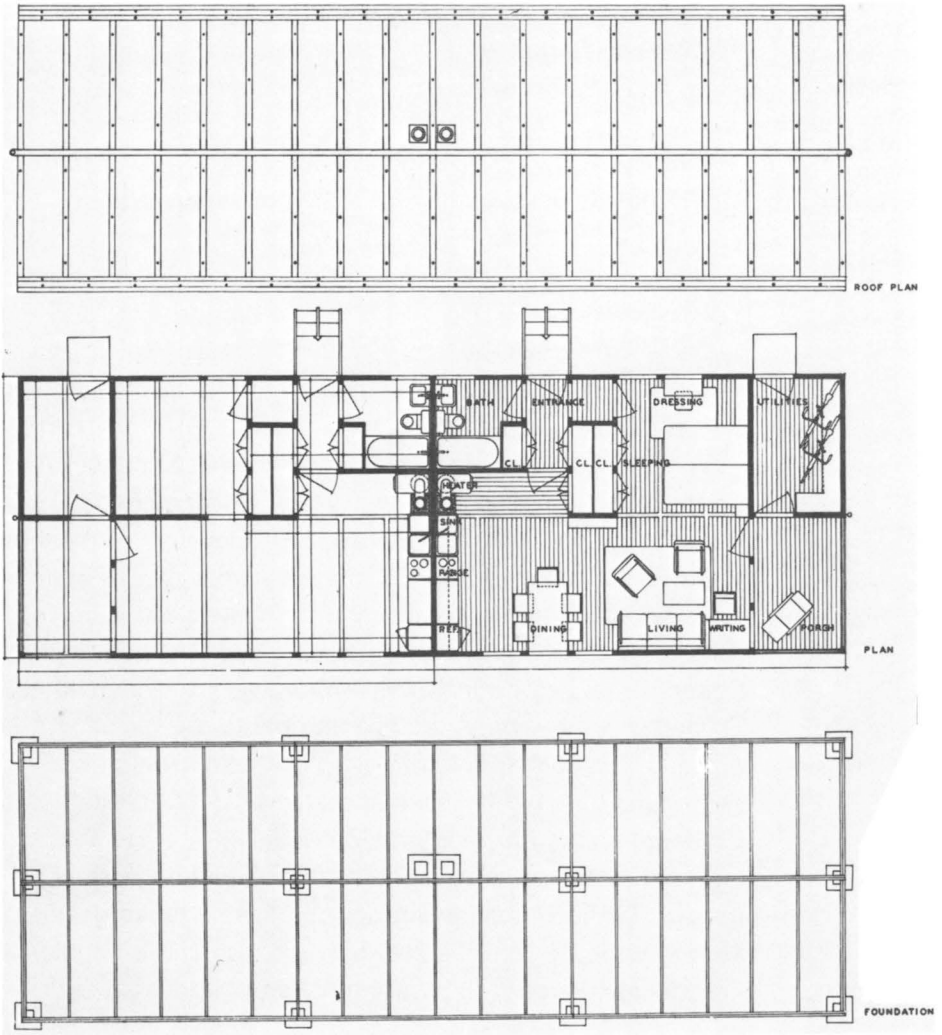 ROOF PLAN
BATH ENTRANCE DRESSING UTILITIES
CL. CL. CL. SLEEPING
HEATER
SINK
RANGE
REF. DINING LIVING WRITING PORCH
PLAN
FOUNDATION